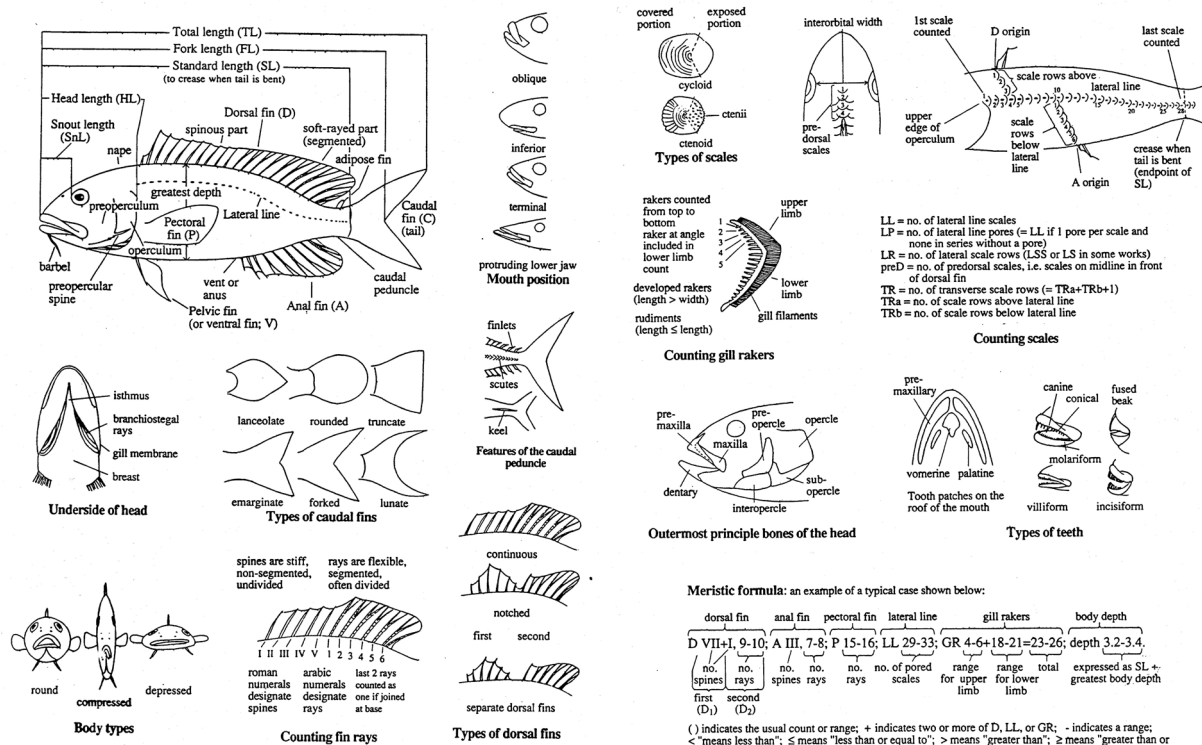 Total length (TL)
Fork length (FL)
Standard length (SL)
(to crease when tail is bent)
Head length (HL)
Snout length
(SnL)
nape
Dorsal fin (D)
spinous part
soft-rayed part
(segmented)
adipose fin
greatest depth
preoperculum
Lateral line
Pectoral
fin (P)
operculum
Caudal
fin (C)
(tail)
barbel
preopercular
spine
vent or
anus
Pelvic fin
(or ventral fin; V)
Anal fin (A)
caudal
peduncle
oblique
inferior
terminal
protruding lower jaw
Mouth position
isthmus
branchiostegal
rays
gill membrane
breast
Underside of head
lanceolate
rounded
truncate
emarginate
forked
lunate
Types of caudal fins
finlets
scutes
keel
Features of the caudal
peduncle
round
compressed
depressed
Body types
spines are stiff,
non-segmented,
undivided
rays are flexible,
segmented,
often divided
I II III IV V 1 2 3 4 5 6
roman
numerals
designate
spines
arabic
numerals
designate
rays
last 2 rays
counted as
one if joined
at base
Counting fin rays
continuous
notched
first second
separate dorsal fins
Types of dorsal fins
covered
portion
exposed
portion
cycloid
ctenii
ctenoid
Types of scales
interorbital width
pre-
dorsal
scales
1st scale
counted
D origin
last scale
counted
scale rows above
lateral line
10
15
20
25
28
upper
edge of
operculum
scale
rows
below
lateral
line
A origin
crease when
tail is bent
(endpoint of
SL)
rakers counted
from top to
bottom
raker at angle
included in
lower limb
count
1
2
3
4
5
upper
limb
developed rakers
(length > width)
lower
limb
rudiments
(length ≤ length)
gill filaments
Counting gill rakers
LL = no. of lateral line scales
LP = no. of lateral line pores (= LL if 1 pore per scale and
none in series without a pore)
LR = no. of lateral scale rows (LSS or LS in some works)
preD = no. of predorsal scales, i.e. scales on midline in front
of dorsal fin
TR = no. of transverse scale rows (= TRa+TRb+1)
TRa = no. of scale rows above lateral line
TRb = no. of scale rows below lateral line
Counting scales
pre-
maxilla
maxilla
pre-
opercle
opercle
dentary
sub-
opercle
interopercle
Outermost principle bones of the head
pre-
maxillary
vomerine
palatine
Tooth patches on the
roof of the mouth
canine
conical
fused
beak
molariform
villiform
incisiform
Types of teeth
Meristic formula: an example of a typical case shown below:
dorsal fin anal fin pectoral fin lateral line gill rakers body depth
D VII+I, 9-10; A III, 7-8; P 15-16; LL 29-33; GR 4-6+18-21=23-26; depth 3.2-3.4.
no.
spines
no.
rays
no.
spines
no.
rays
no.
rays
no. of pored
scales
range
for upper
limb
range
for lower
limb
total
expressed as SL ÷
greatest body depth
first
(D1)
second
(D2)
( ) indicates the usual count or range; + indicates two or more of D, LL, or GR; - indicates a range;
< "means less than"; ≤ means "less than or equal to"; > means "greater than"; ≥ means "greater than or